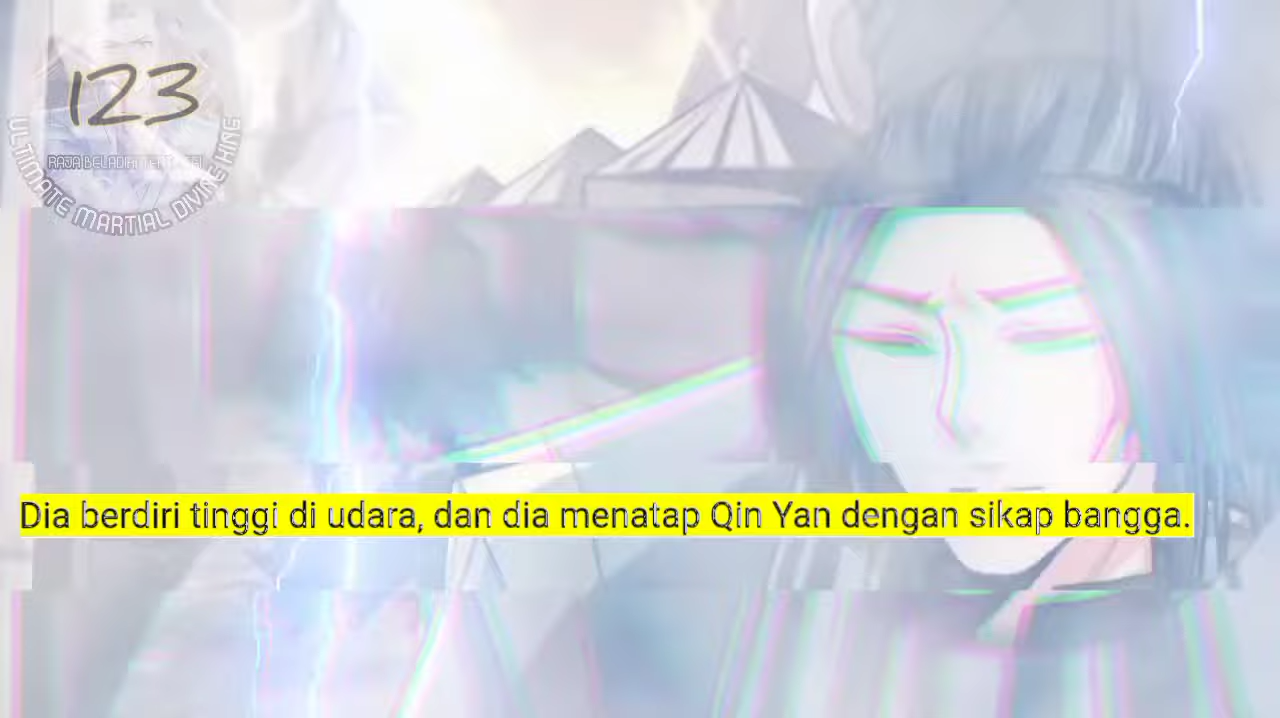 123
RAJA BELADIRI TERTINGGI
ULTIMATE MARTIAL DIVINE KING
Dia berdiri tinggi di udara, dan dia menatap Qin Yan dengan sikap bangga.